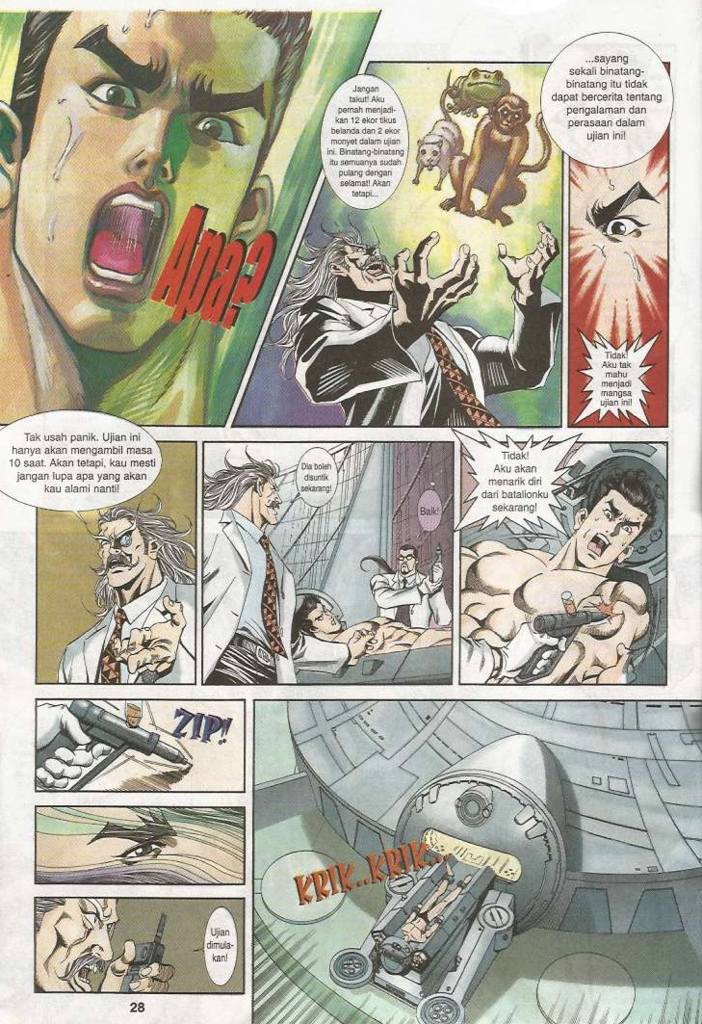 Apa?
Jangan
takut! Aku
pernah menjadi-
kan 12 ekor tikus
belanda dan 2 ekor
monyet dalam ujian
ini. Binatang-binatang
itu semuanya sudah
pulang dengan
selamat! Akan
tetapi,...
...sayang
sekali binatang-
binatang itu tidak
dapat bercerita tentang
pengalaman dan
perasaan dalam
ujian ini!
Tidak!
Aku tak
mahu
menjadi
mangsa
ujian ini!
Tak usah panik. Ujian ini
hanya akan mengambil masa
10 saat. Akan tetapi, kau mesti
jangan lupa apa yang akan
kau alami nanti!
Dia boleh
disuntik
sekarang!
Baik!
Tidak!
Aku akan
menarik diri
dari batalionku
sekarang!
ZIP!
Ujian
dimula-
kan!
KRIK..KRIK...
28